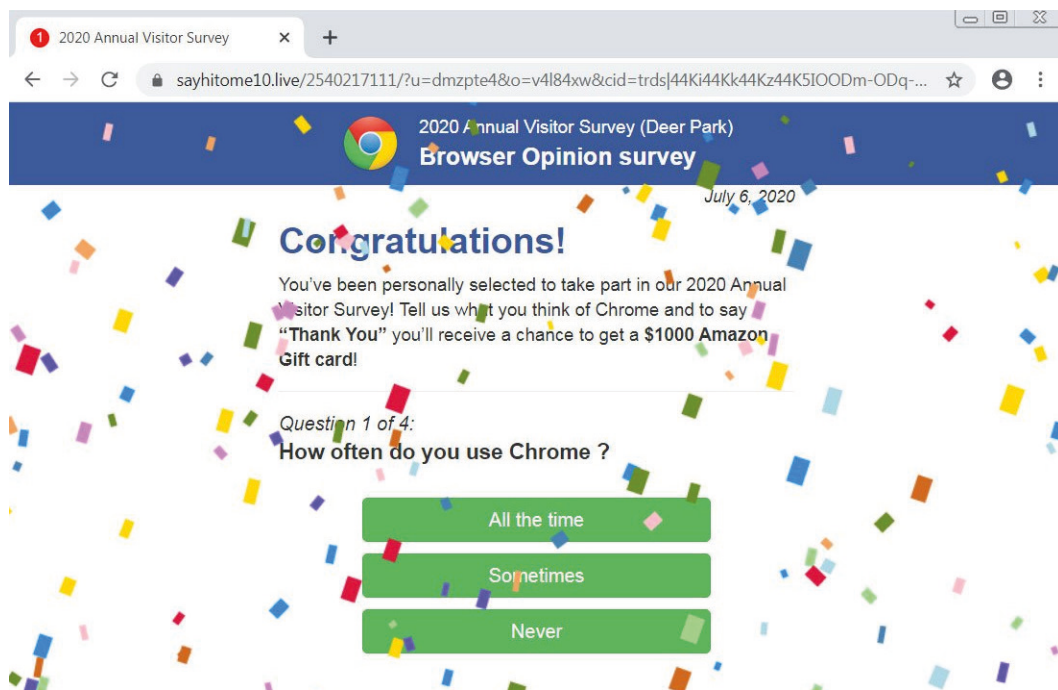 1 2020 Annual Visitor Survey
sayhitome10.live/2540217111/?u=dmzpte4&o=v4l84xw&cid=trds|44Ki44Kk44Kz44K5IOODm-ODq-...
2020 Annual Visitor Survey (Deer Park)
Browser Opinion survey
July 6, 2020
Congratulations!
You've been personally selected to take part in our 2020 Annual
Visitor Survey! Tell us what you think of Chrome and to say
“Thank You” you'll receive a chance to get a $1000 Amazon
Gift card!
Question 1 of 4:
How often do you use Chrome ?
All the time
Sometimes
Never